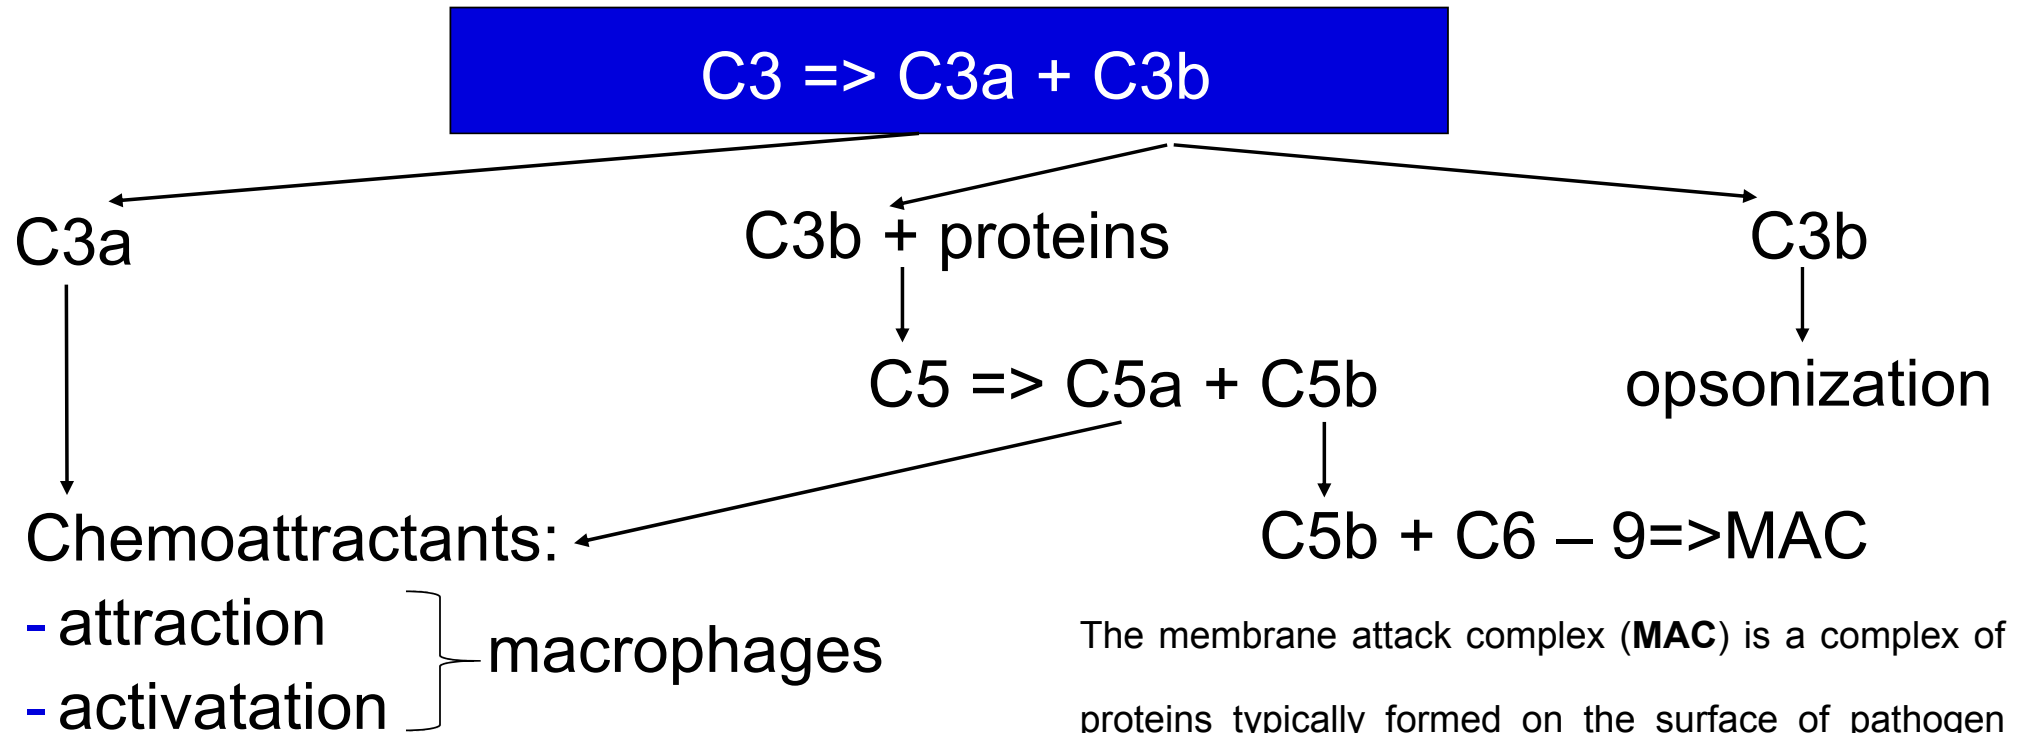 C3 => C3a + C3b
C3a
C3b + proteins
C3b
C5 => C5a + C5b
opsonization
Chemoattractants:
C5b + C6 – 9=>MAC
- attraction
- activatation
macrophages
The membrane attack complex (MAC) is a complex of
proteins typically formed on the surface of pathogen